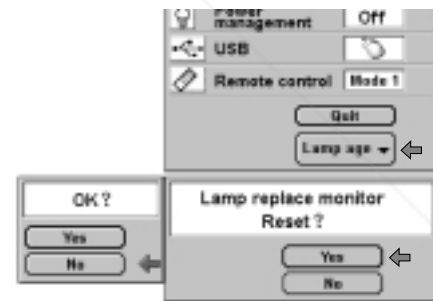 Power
management Off
USB
Remote control Mode 1
Quit
Lamp age
OK?
Yes
No
Lamp replace monitor
Reset ?
Yes
No